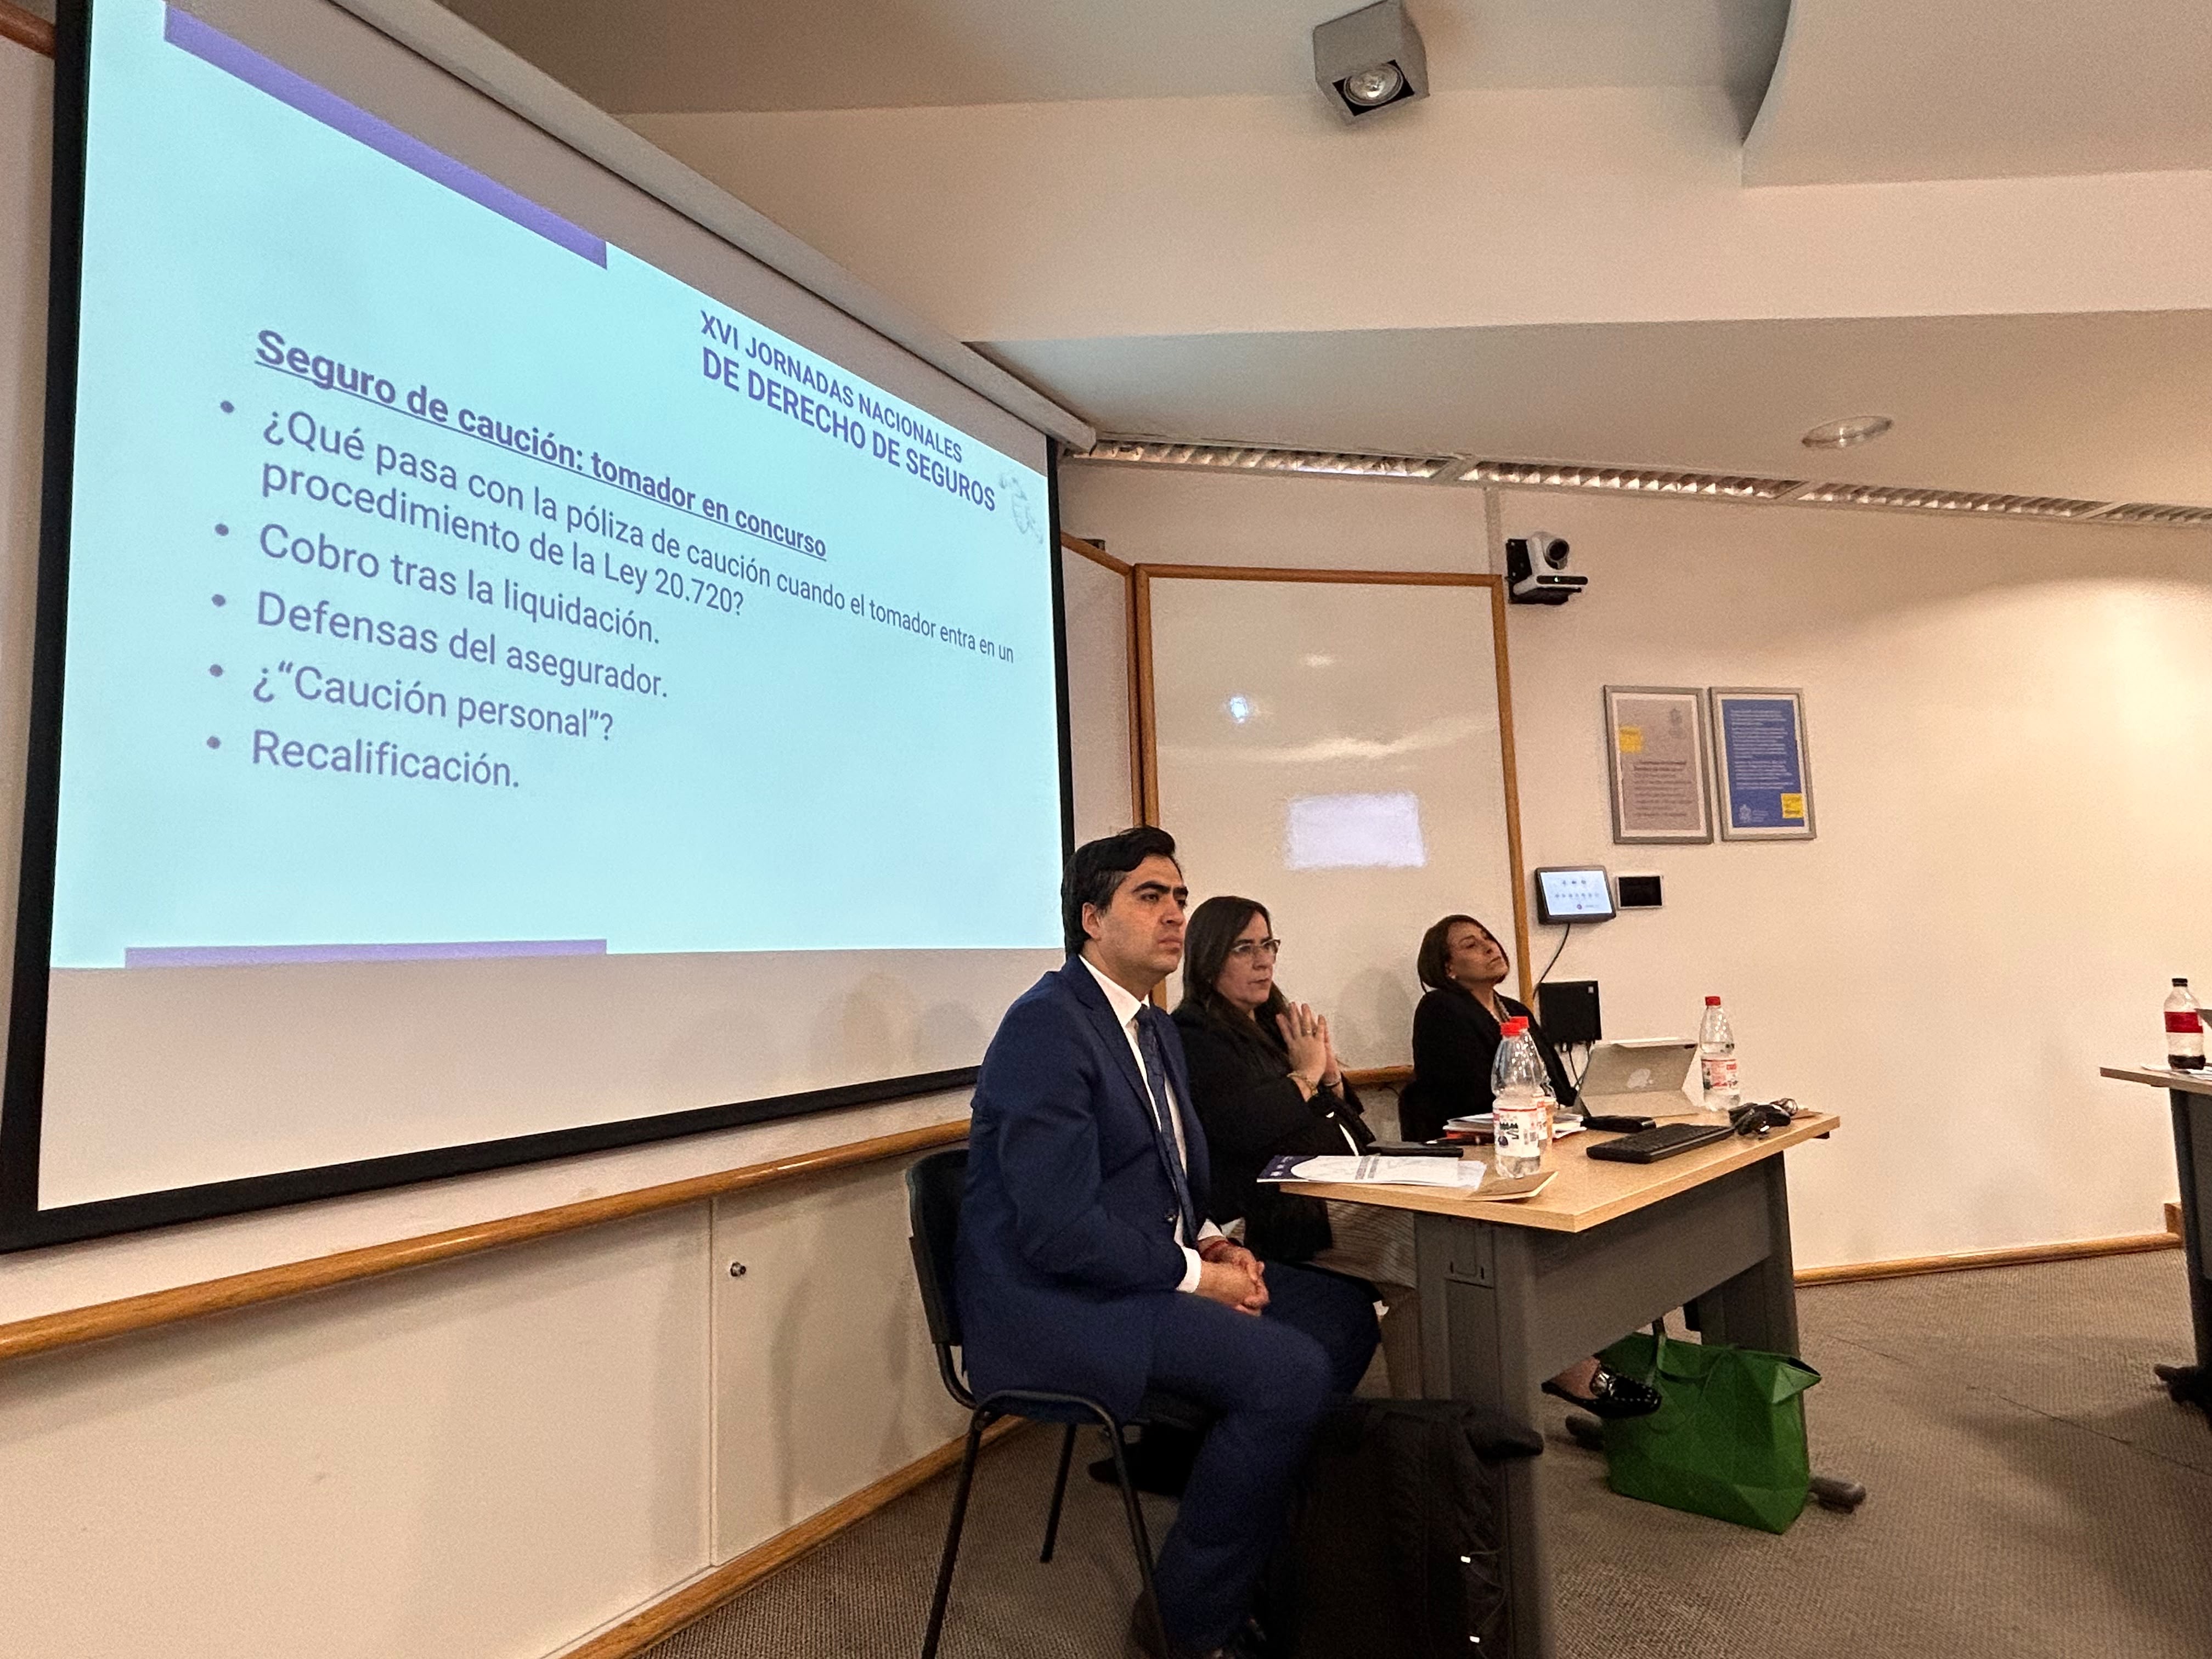 XVI JORNADAS NACIONALES
DE DERECHO DE SEGUROS
Seguro de caución: tomador en concurso
• ¿Qué pasa con la póliza de caución cuando el tomador entra en un
procedimiento de la Ley 20.720?
• Cobro tras la liquidación.
• Defensas del asegurador.
• ¿“Caución personal”?
• Recalificación.